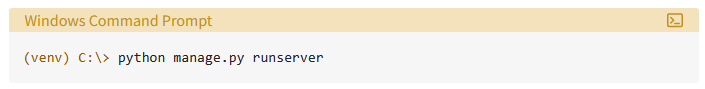 Windows Command Prompt
(venv) C:\> python manage.py runserver